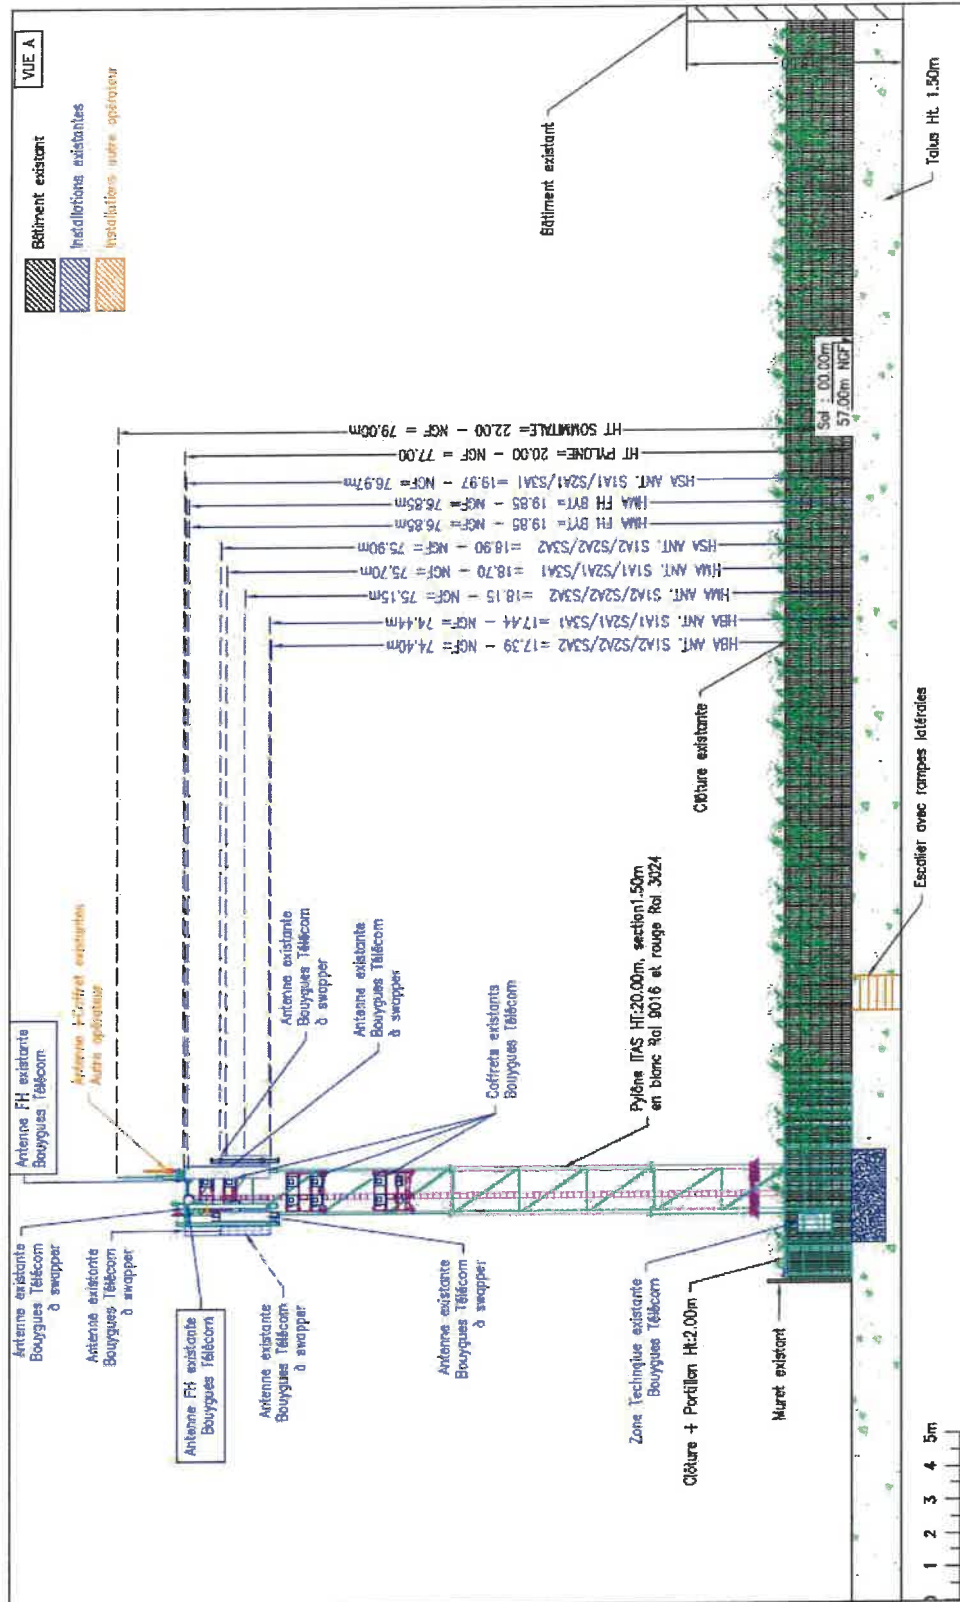 VUE A
Bâtiment existant
Installations existantes
Installations autre opérateur
Antenne FH existante
Bouygues Télécom
Antenne + Coffret existantes
Autre opérateur
Antenne existante
Bouygues Télécom
à swapper
Antenne existante
Bouygues Télécom
à swapper
Antenne FH existante
Bouygues Télécom
Antenne existante
Bouygues Télécom
à swapper
Antenne existante
Bouygues Télécom
à swapper
Antenne existante
Bouygues Télécom
à swapper
Antenne existante
Bouygues Télécom
à swapper
Coffrets existants
Bouygues Télécom
HT SOMMITALE= 22.00 - NGF = 79.00m
HT PYLONE= 20.00 - NGF = 77.00
HSA ANT. S1A1/S2A1/S3A1 =19.97 - NGF= 76.97m
HMA FH BYT= 19.85 - NGF= 76.85m
HMA FH BYT= 19.85 - NGF= 76.85m
HSA ANT. S1A2/S2A2/S3A2 =18.90 - NGF= 75.90m
HMA ANT. S1A1/S2A1/S3A1 =18.70 - NGF= 75.70m
HMA ANT. S1A2/S2A2/S3A2 =18.15 - NGF= 75.15m
HBA ANT. S1A1/S2A1/S3A1 =17.44 - NGF= 74.44m
HBA ANT. S1A2/S2A2/S3A2 =17.39 - NGF= 74.40m
Bâtiment existant
Pylône ITAS HT:20.00m, section1.50m
en blanc Ral 9016 et rouge Ral 3024
Clôture existante
Zone Technique existante
Bouygues Télécom
Clôture + Portillon Ht:2.00m
Muret existant
Sol : 00.00m
57.00m NGF
Escalier avec rampes latérales
Talus Ht. 1.50m
0 1 2 3 4 5m